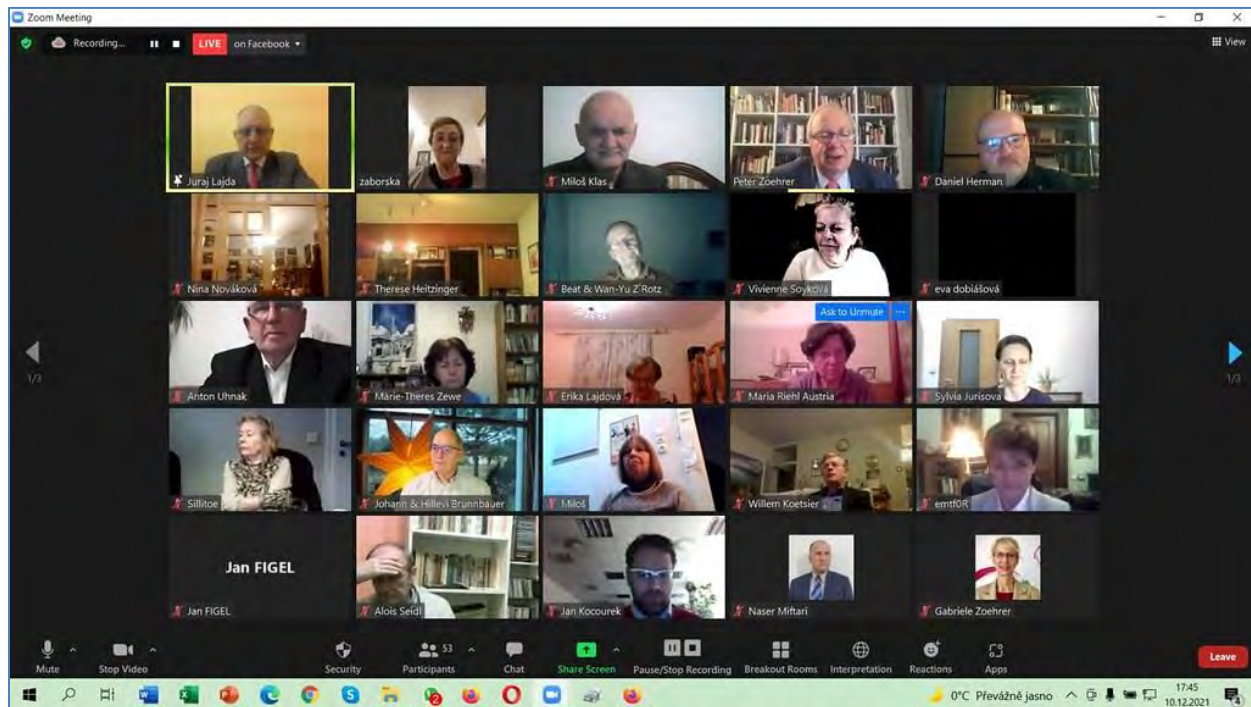 Zoom Meeting
Recording...
LIVE on Facebook
View
Juraj Lajda
zaborska
Miloš Klas
Peter Zoehrer
Daniel Herman
Nina Nováková
Therese Heitzinger
Beat & Wan-Yu Z'Rotz
Vivienne Soyková
eva dobiášová
Ask to Unmute ...
1/3
1/3
Anton Uhnak
Marie-Theres Zewe
Erika Lajdová
Maria Riehl Austria
Sylvia Jurisova
Sillitoe
Johann & Hillevi Brunnbauer
Miloš
Willem Koetsier
emtf0R
Jan FIGEL
Jan FIGEL
Alois Seidl
Jan Kocourek
Naser Miftari
Gabriele Zoehrer
53
Mute
Stop Video
Security
Participants
Chat
Share Screen
Pause/Stop Recording
Breakout Rooms
Interpretation
Reactions
Apps
Leave
0°C Převážně jasno
17:45
10.12.2021